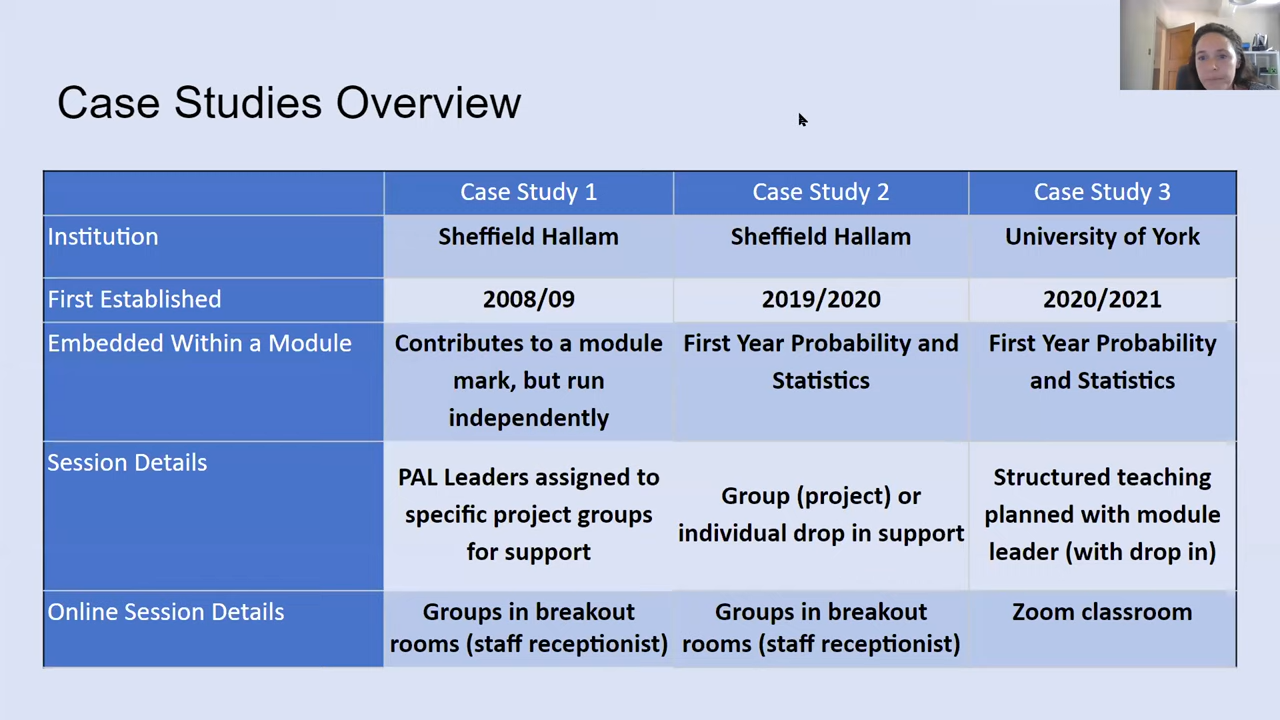 Case Studies Overview
Case Study 1
Case Study 2
Case Study 3
Institution
Sheffield Hallam
Sheffield Hallam
University of York
First Established
2008/09
2019/2020
2020/2021
Embedded Within a Module
Contributes to a module
mark, but run
independently
First Year Probability and
Statistics
First Year Probability
and Statistics
Session Details
PAL Leaders assigned to
specific project groups
for support
Group (project) or
individual drop in support
Structured teaching
planned with module
leader (with drop in)
Online Session Details
Groups in breakout
rooms (staff receptionist)
Groups in breakout
rooms (staff receptionist)
Zoom classroom